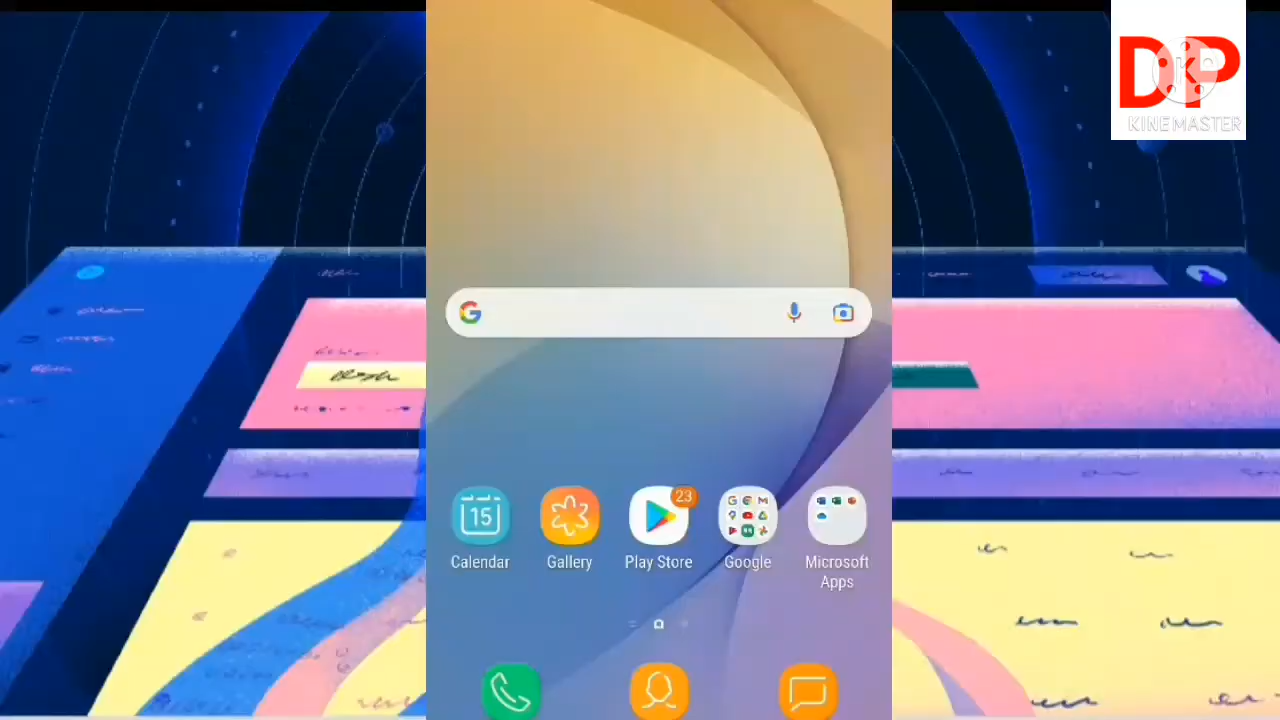 DP
KINEMASTER
23
15
Calendar
Gallery
Play Store
Google
Microsoft
Apps